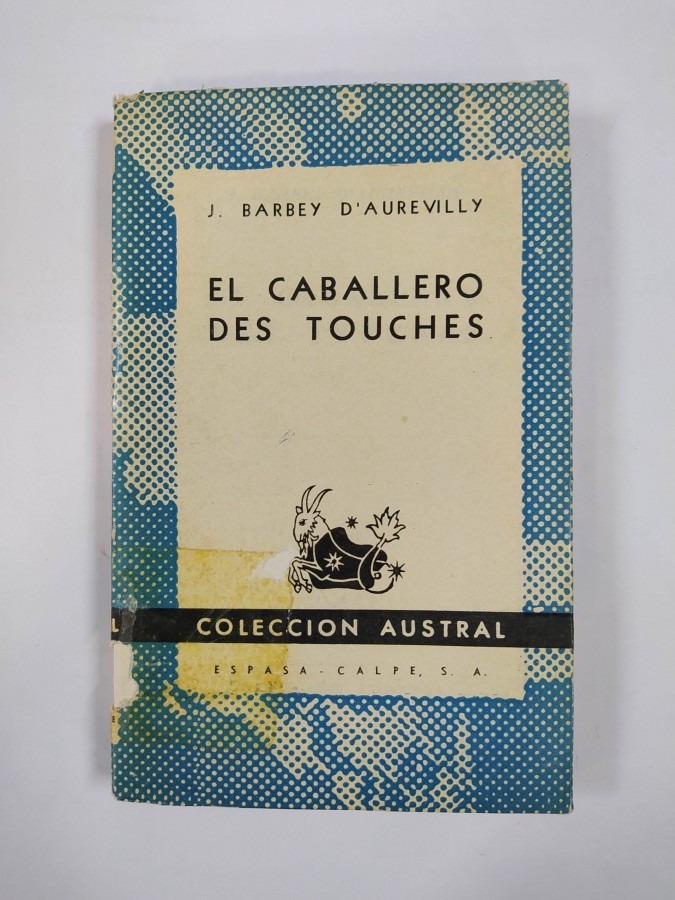 J. BARBEY D'AUREVILLY
EL CABALLERO
DES TOUCHES
COLECCION AUSTRAL
ESPASA - CALPE, S. A.
L
E